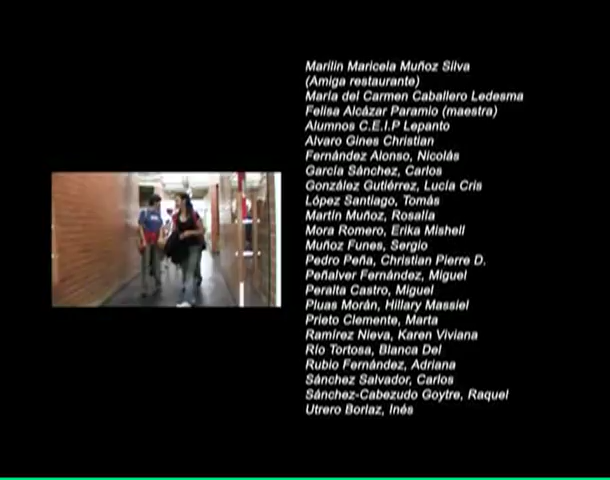 Marilin Maricela Muñoz Silva
(Amiga restaurante)
María del Carmen Caballero Ledesma
Felisa Alcázar Paramio (maestra)
Alumnos C.E.I.P Lepanto
Alvaro Gines Christian
Fernández Alonso, Nicolás
García Sánchez, Carlos
González Gutiérrez, Lucía Cris
López Santiago, Tomás
Martín Muñoz, Rosalía
Mora Romero, Erika Mishell
Muñoz Funes, Sergio
Pedro Peña, Christian Pierre D.
Peñalver Fernández, Miguel
Peralta Castro, Miguel
Pluas Morán, Hillary Massiel
Prieto Clemente, Marta
Ramírez Nieva, Karen Viviana
Río Tortosa, Blanca Del
Rubio Fernández, Adriana
Sánchez Salvador, Carlos
Sánchez-Cabezudo Goytre, Raquel
Utrero Borlaz, Inés